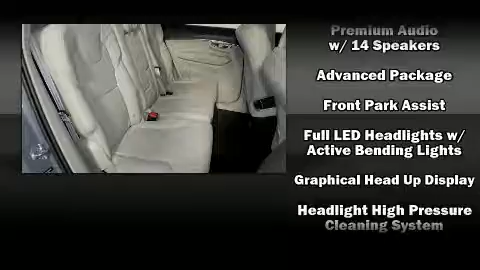 Premium Audio
w/ 14 Speakers
Advanced Package
Front Park Assist
Full LED Headlights w/
Active Bending Lights
Graphical Head Up Display
Headlight High Pressure
Cleaning System